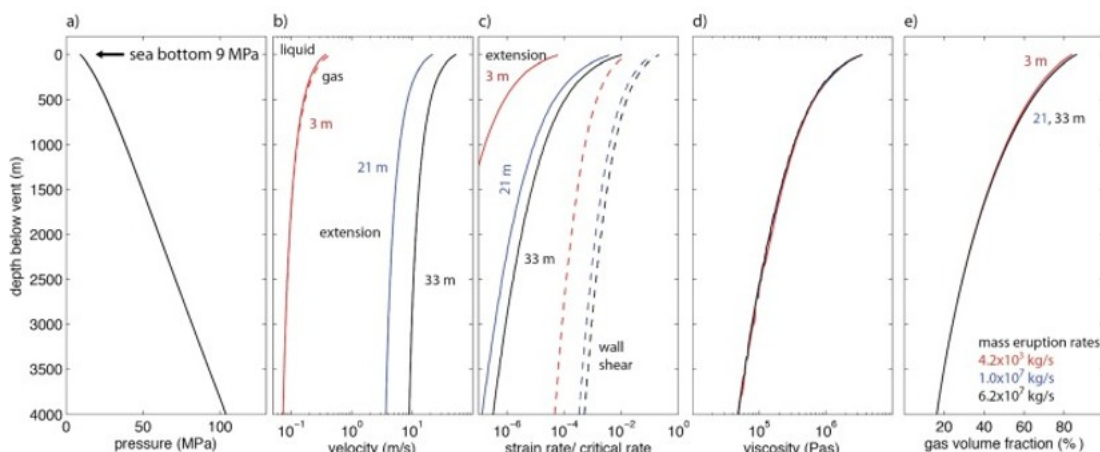 a)
b)
c)
d)
e)
0
500
1000
1500
2000
2500
3000
3500
4000
depth below vent (m)
sea bottom 9 MPa
0 50 100
pressure (MPa)
liquid
gas
3 m
21 m
extension
33 m
10⁻¹ 10⁰ 10¹
velocity (m/s)
extension
3 m
21 m
33 m
wall
shear
10⁻⁶ 10⁻⁴ 10⁻² 10⁰
strain rate/ critical rate
10⁵ 10⁶
viscosity (Pas)
3 m
21, 33 m
mass eruption rates
4.2x10³ kg/s
1.0x10⁷ kg/s
6.2x10⁷ kg/s
20 40 60 80
gas volume fraction (%)